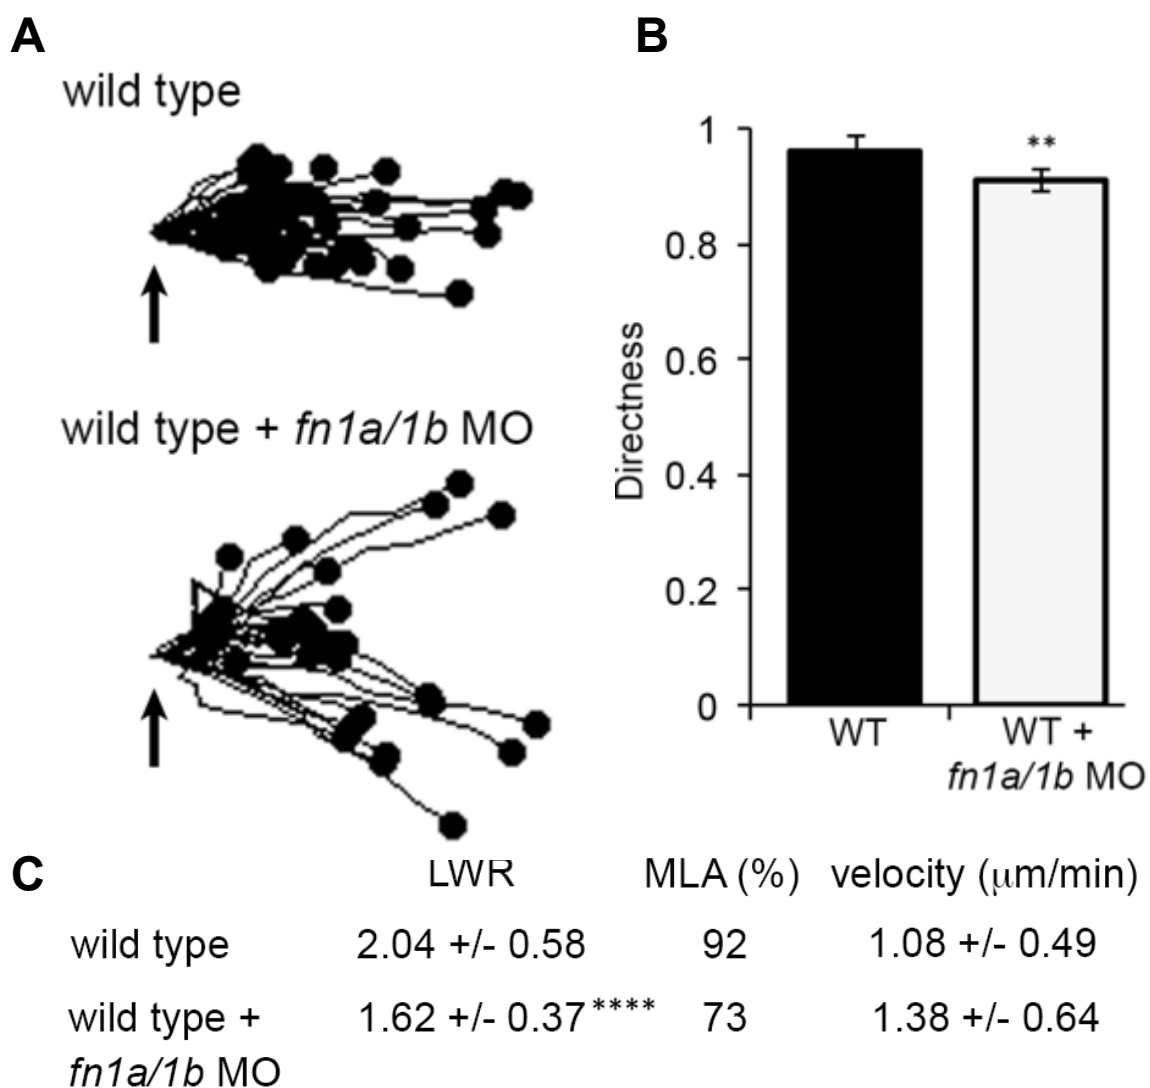 A
wild type
wild type + fn1a/1b MO
B
1
0.8
0.6
0.4
0.2
0
Directness
**
WT
WT +
fn1a/1b MO
C
LWR MLA (%) velocity (μm/min)
wild type 2.04 +/- 0.58 92 1.08 +/- 0.49
wild type + 1.62 +/- 0.37 **** 73 1.38 +/- 0.64
fn1a/1b MO